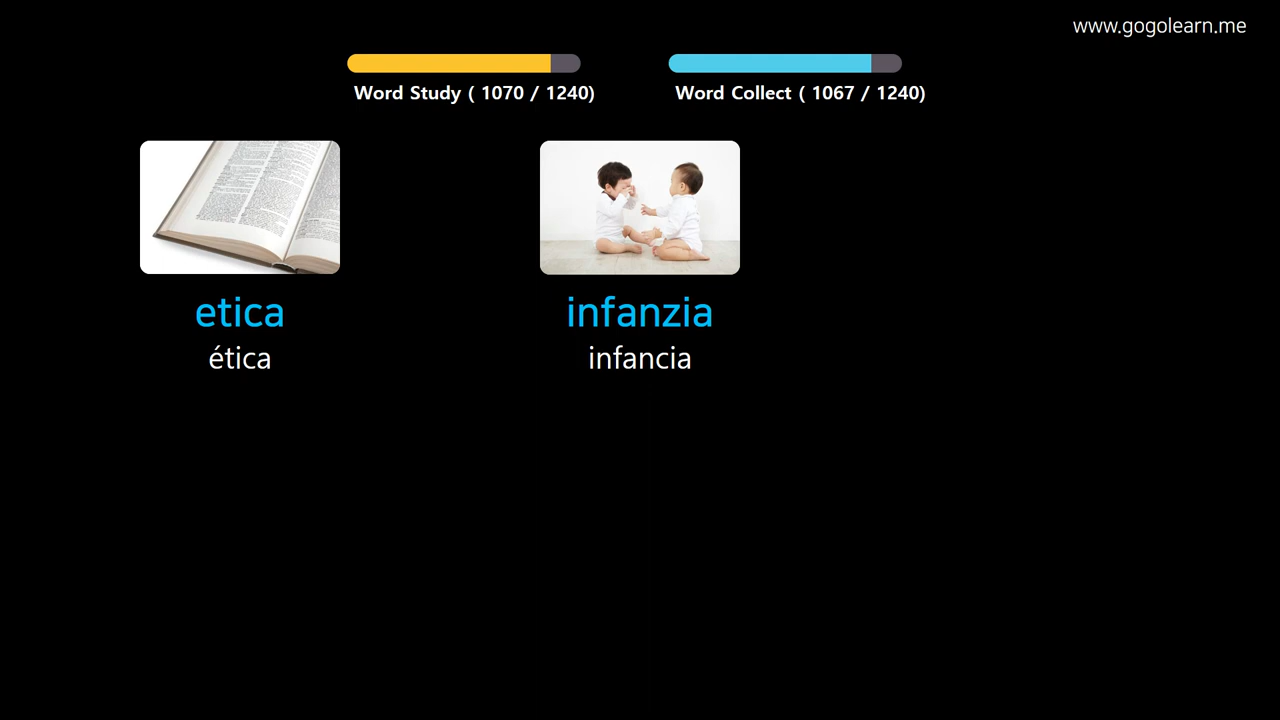 www.gogolearn.me
Word Study ( 1070 / 1240)
Word Collect ( 1067 / 1240)
etica
ética
infanzia
infancia